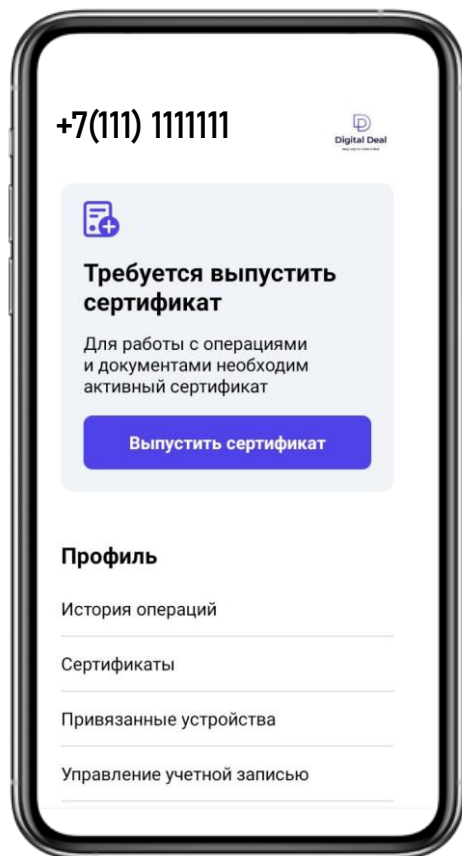 +7(111) 1111111
Digital Deal
Требуется выпустить
сертификат
Для работы с операциями
и документами необходим
активный сертификат
Выпустить сертификат
Профиль
История операций
Сертификаты
Привязанные устройства
Управление учетной записью